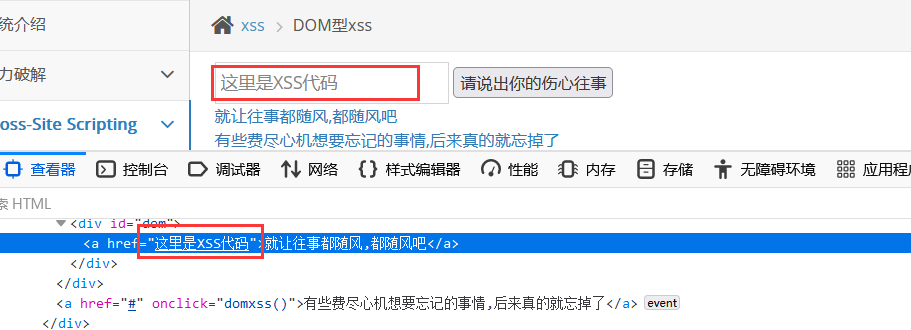 统介绍
xss > DOM型xss
力破解
这里是XSS代码 请说出你的伤心往事
oss-Site Scripting
就让往事都随风,都随风吧
有些费尽心机想要忘记的事情,后来真的就忘掉了
查看器 控制台 调试器 网络 样式编辑器 性能 内存 存储 无障碍环境 应用程
索 HTML
<div id="dom">
<a href="这里是XSS代码">就让往事都随风,都随风吧</a>
</div>
</div>
<a href="#" onclick="domxss()">有些费尽心机想要忘记的事情,后来真的就忘掉了</a> event
</div>